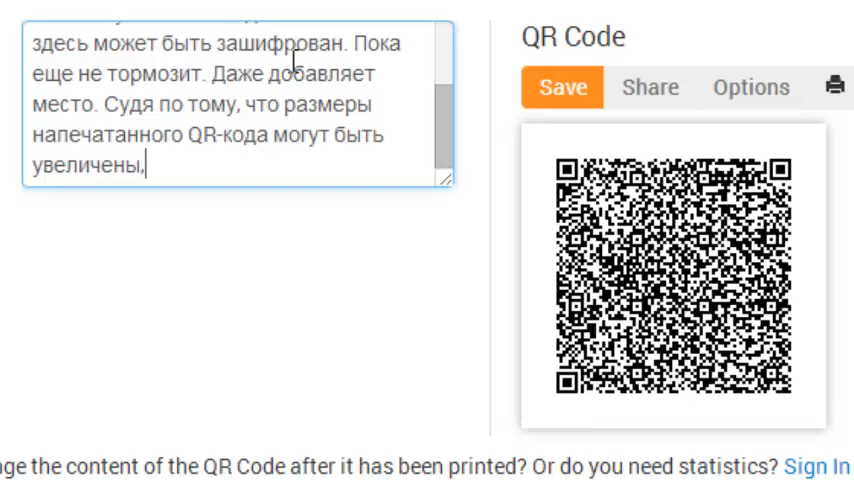 здесь может быть зашифрован. Пока
еще не тормозит. Даже добавляет
место. Судя по тому, что размеры
напечатанного QR-кода могут быть
увеличены,
QR Code
Save Share Options
the content of the QR Code after it has been printed? Or do you need statistics? Sign In